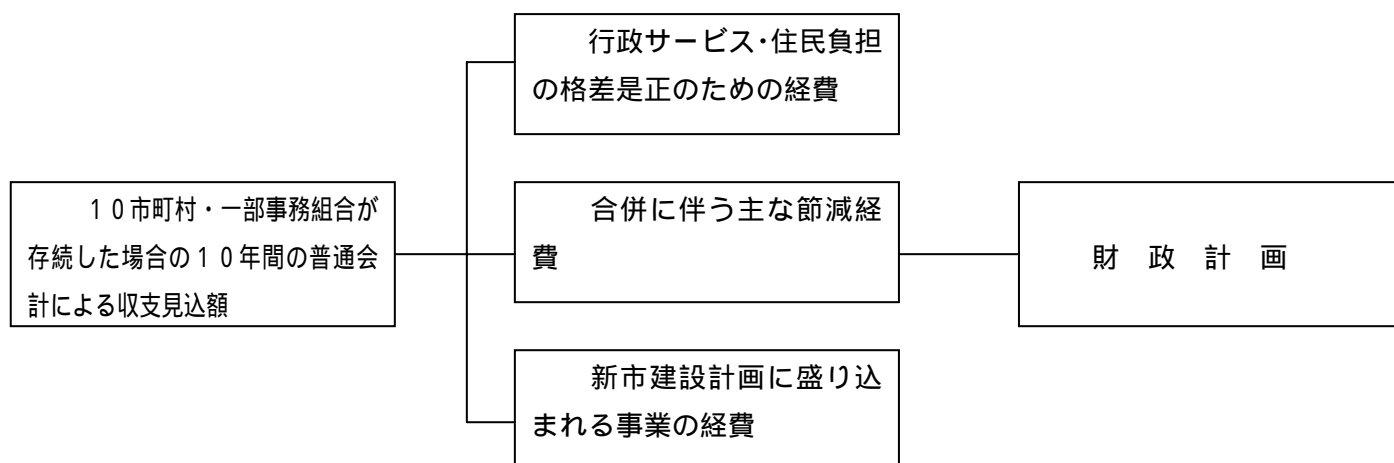 行政サービス・住民負担
の格差是正のための経費
１０市町村・一部事務組合が
存続した場合の１０年間の普通会
計による収支見込額
合併に伴う主な節減経
費
財　政　計　画
新市建設計画に盛り込
まれる事業の経費